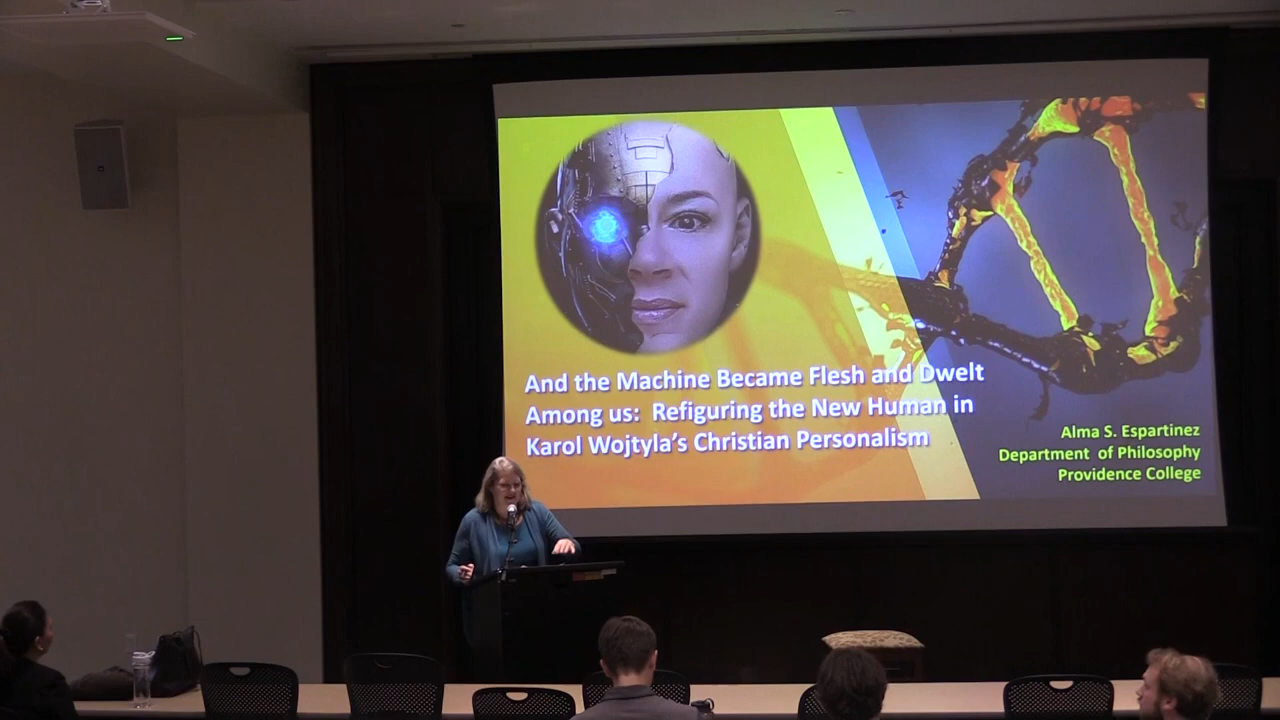 And the Machine Became Flesh and Dwelt
Among us: Refiguring the New Human in
Karol Wojtyla's Christian Personalism
Alma S. Espartinez
Department of Philosophy
Providence College